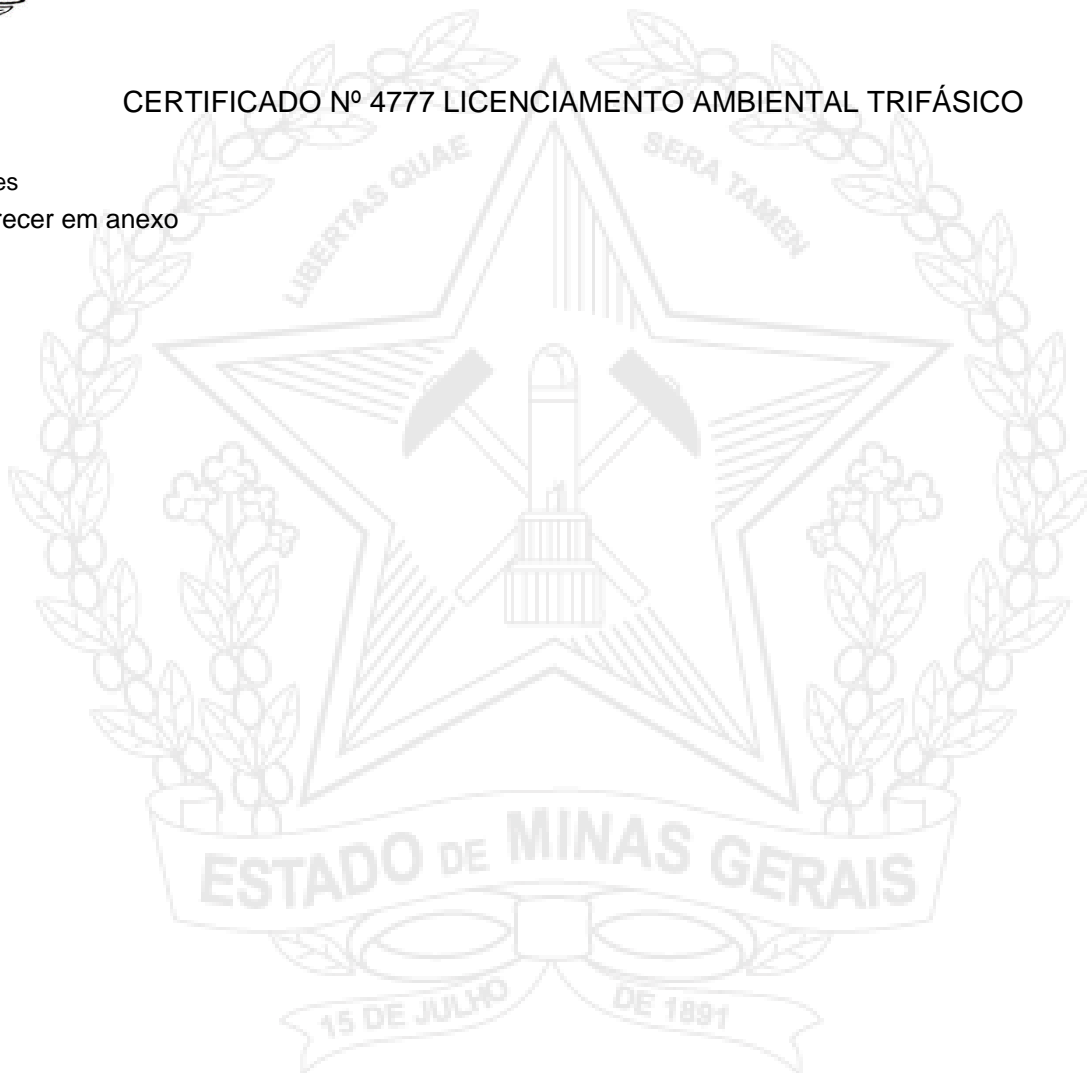 CERTIFICADO Nº 4777 LICENCIAMENTO AMBIENTAL TRIFÁSICO
LIBERTAS QUAE SERA TAMEN
es
recer em anexo
ESTADO DE MINAS GERAIS
15 DE JULHO DE 1891